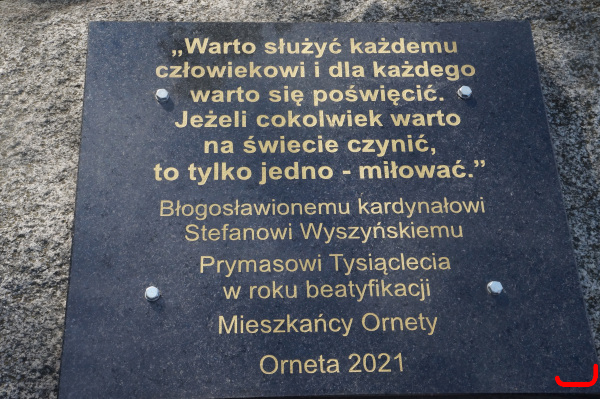 „Warto służyć każdemu
człowiekowi i dla każdego
warto się poświęcić.
Jeżeli cokolwiek warto
na świecie czynić,
to tylko jedno - miłować.”
Błogosławionemu kardynałowi
Stefanowi Wyszyńskiemu
Prymasowi Tysiąclecia
w roku beatyfikacji
Mieszkańcy Ornety
Orneta 2021